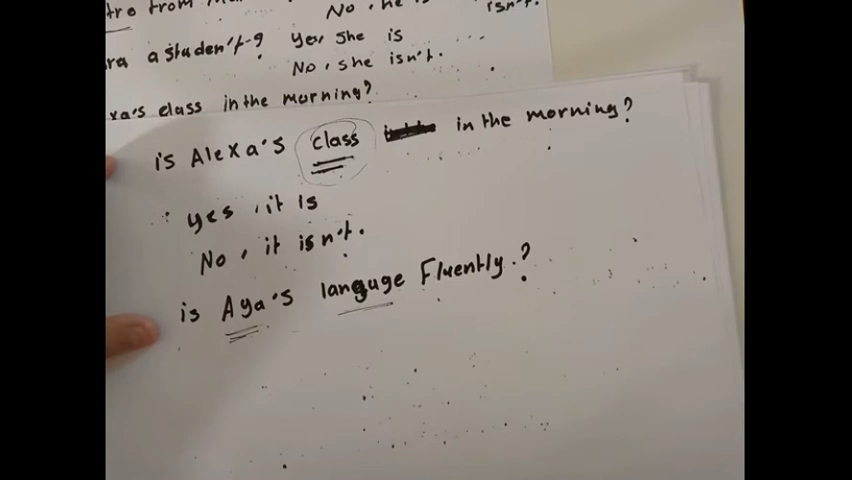 No, he isn't.
a student? yes, she is
No, she isn't.
class in the morning?
is Alexa's class in the morning?
yes, it is
No, it isn't.
is Aya's languge Fluently.?